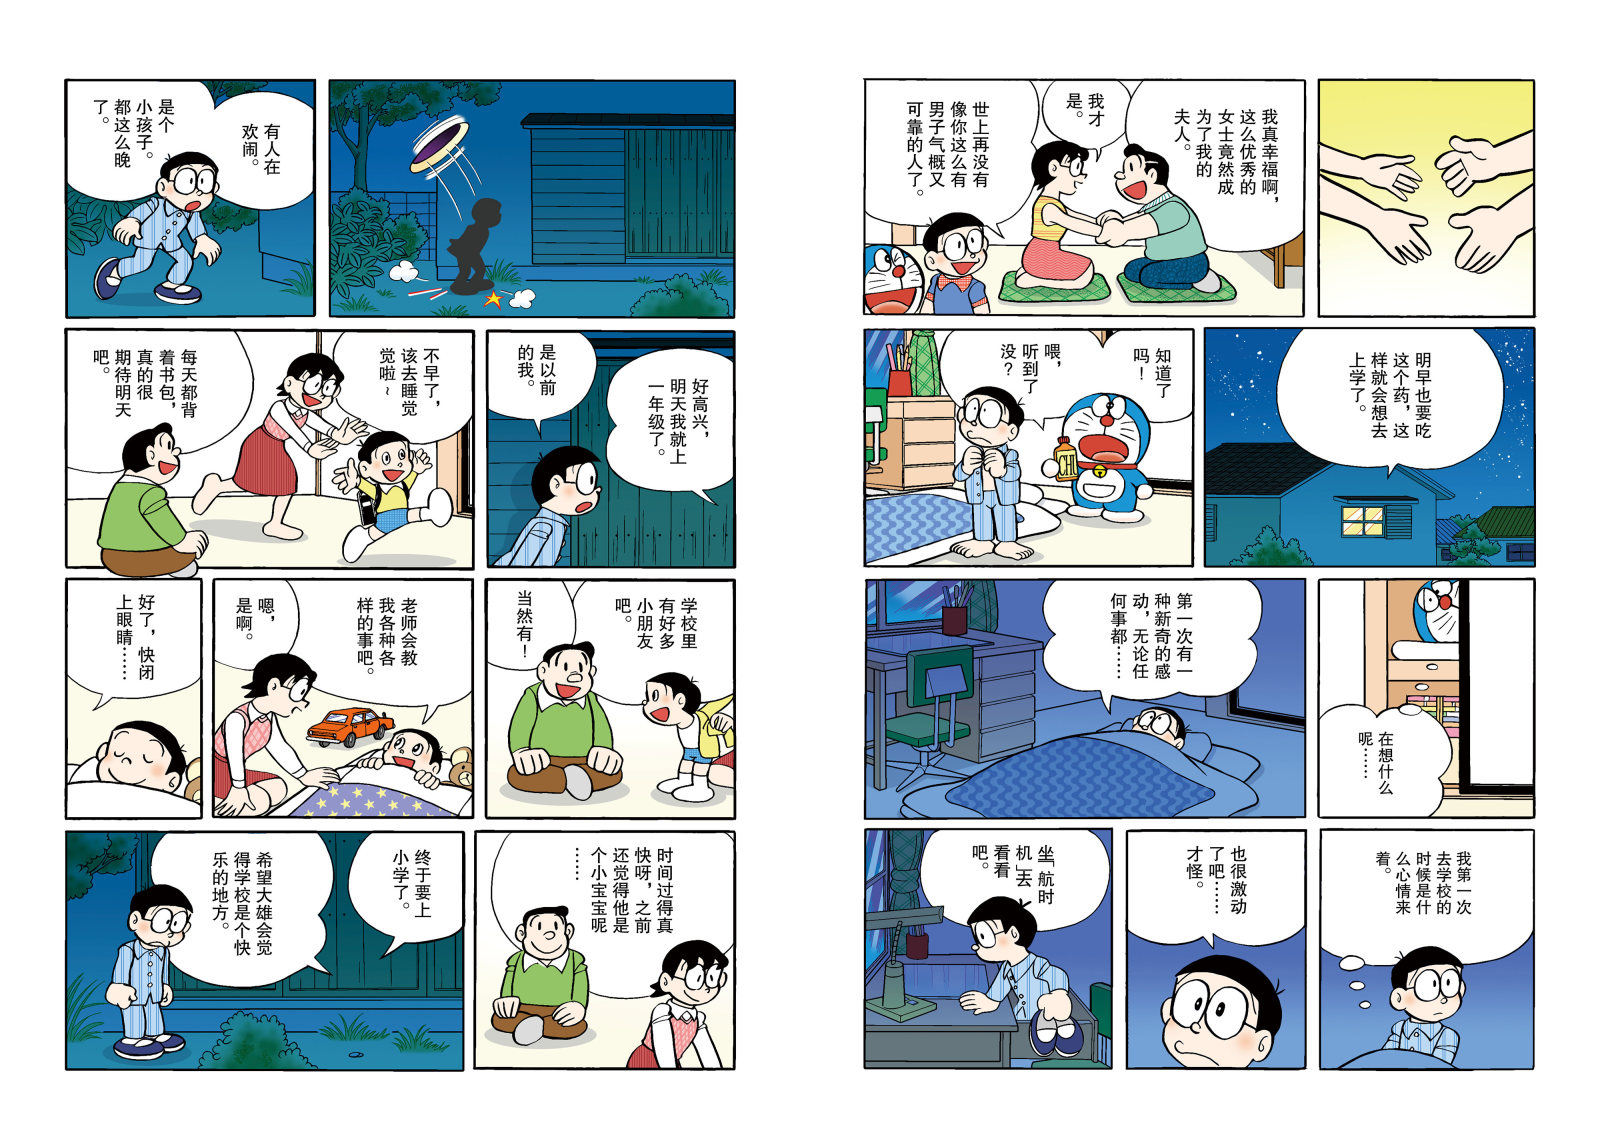 我真幸福啊，
这么优秀的
女士竟然成
为了我的
夫人。
我才
是。
世上再没有
像你这么有
男子气概又
可靠的人了。
明早也要吃
这个药，这
样就会想去
上学了。
知道了
吗！
喂，
听到了
没？
在想什么
呢……
第一次有一
种新奇的感
动，无论任
何事都……
我第一次
去学校的
时候是什
么心情来
着。
也很激动
了吧……
才怪。
坐「航时
机」去
看看
吧。
有人在
欢闹。
是个
小孩子。
都这么晚
了。
好高兴，
明天我就上
一年级了。
是以前
的我。
不早了，
该去睡觉
觉啦~
每天都背
着书包，
真的很
期待明天
吧。
学校里
有好多
小朋友
吧。
当然有！
老师会教
我各种各
样的事吧。
嗯，
是啊。
好了，快闭
上眼睛……
时间过得真
快呀，之前
还觉得他是
个小宝宝呢
……
终于要上
小学了。
希望大雄会觉
得学校是个快
乐的地方。